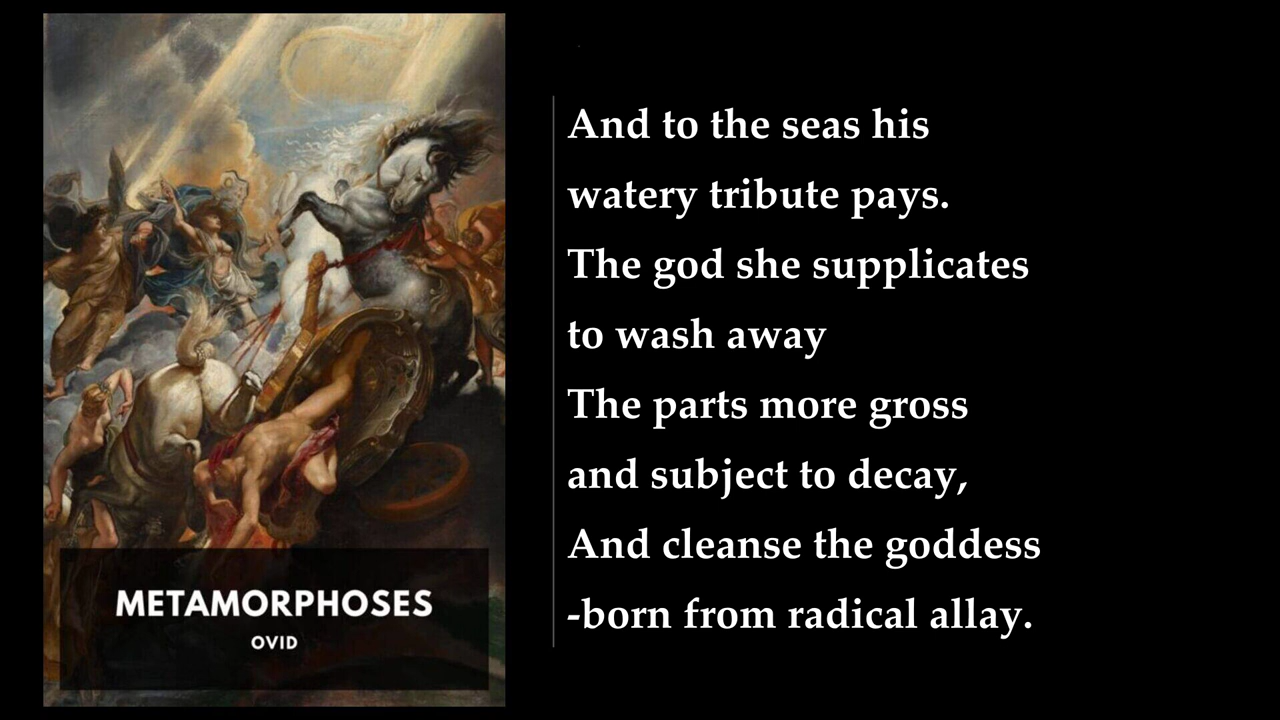 METAMORPHOSES
OVID
And to the seas his
watery tribute pays.
The god she supplicates
to wash away
The parts more gross
and subject to decay,
And cleanse the goddess
-born from radical allay.